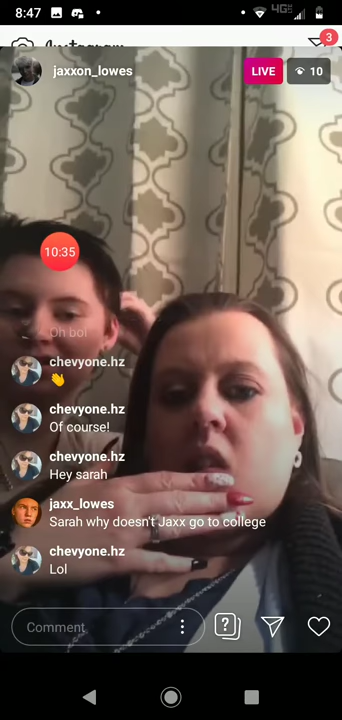 8:47
4G
3
Instagram
jaxxon_lowes
LIVE
10
10:35
Oh boi
chevyone.hz
👋
chevyone.hz
Of course!
chevyone.hz
Hey sarah
jaxx_lowes
Sarah why doesn't Jaxx go to college
chevyone.hz
Lol
Comment
?